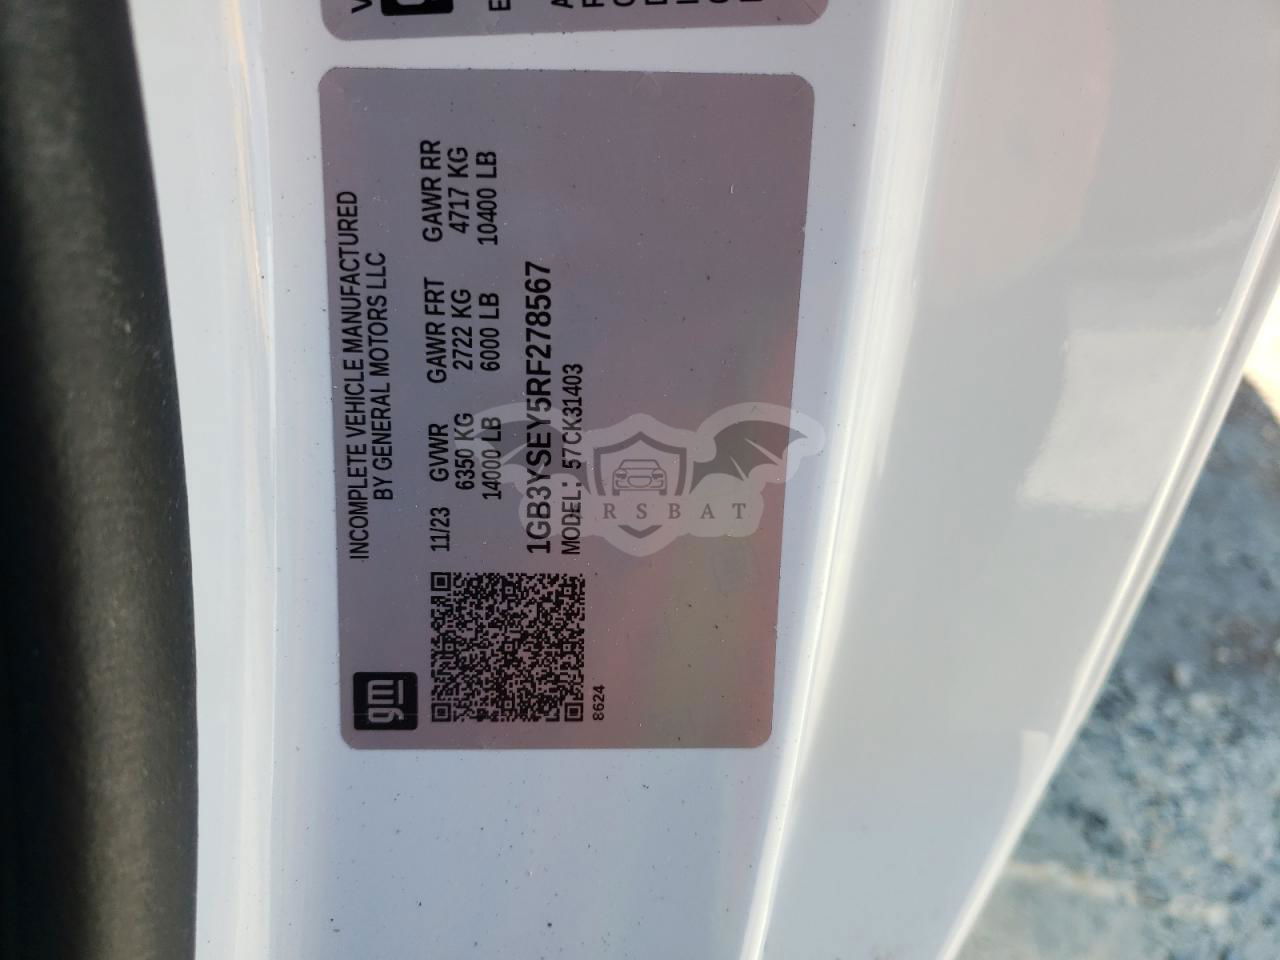 INCOMPLETE VEHICLE MANUFACTURED
BY GENERAL MOTORS LLC
11/23 GVWR GAWR FRT GAWR RR
6350 KG 2722 KG 4717 KG
14000 LB 6000 LB 10400 LB
1GB3YSEY5RF278567
MODEL: 57CK31403
gm
8624
RSBAT